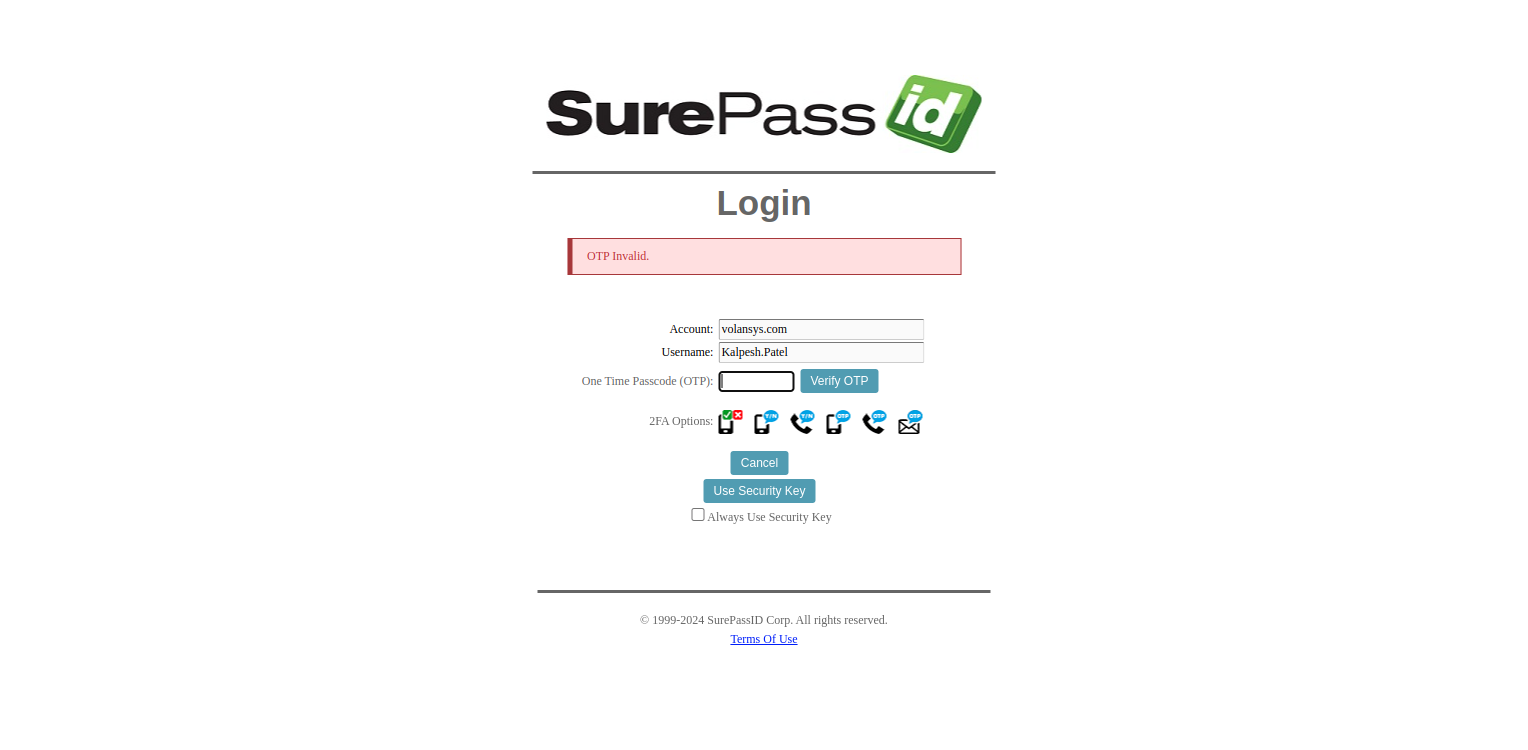 SurePass id
Login
OTP Invalid.
Account: volansys.com
Username: Kalpesh.Patel
One Time Passcode (OTP): Verify OTP
2FA Options: Y/N Y/N OTP OTP OTP
Cancel
Use Security Key
Always Use Security Key
© 1999-2024 SurePassID Corp. All rights reserved.
Terms Of Use